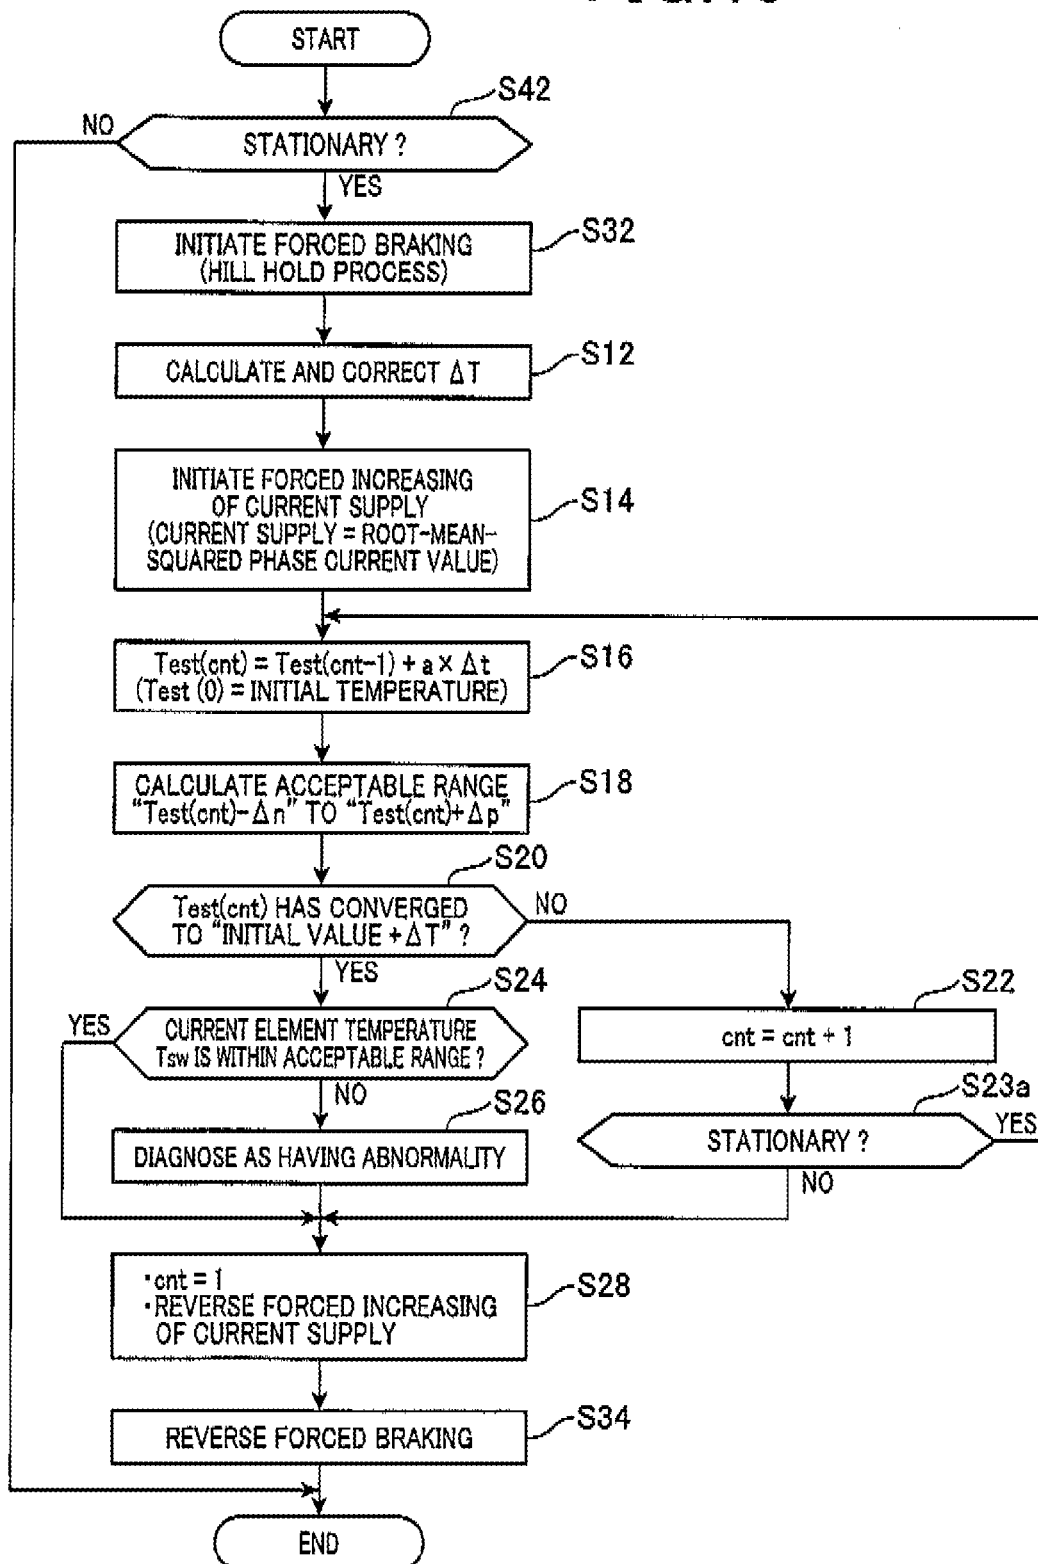 START
S42
NO
STATIONARY ?
YES
S32
INITIATE FORCED BRAKING
(HILL HOLD PROCESS)
S12
CALCULATE AND CORRECT ΔT
S14
INITIATE FORCED INCREASING
OF CURRENT SUPPLY
(CURRENT SUPPLY = ROOT-MEAN-
SQUARED PHASE CURRENT VALUE)
S16
Test(cnt) = Test(cnt-1) + a × Δt
(Test (0) = INITIAL TEMPERATURE)
S18
CALCULATE ACCEPTABLE RANGE
“Test(cnt)-Δn” TO “Test(cnt)+Δp”
S20
Test(cnt) HAS CONVERGED
TO “INITIAL VALUE +ΔT” ?
NO
YES
S24
YES
CURRENT ELEMENT TEMPERATURE
Tsw IS WITHIN ACCEPTABLE RANGE ?
NO
S22
cnt = cnt + 1
S23a
STATIONARY ?
YES
NO
S26
DIAGNOSE AS HAVING ABNORMALITY
S28
・cnt = 1
・REVERSE FORCED INCREASING
OF CURRENT SUPPLY
S34
REVERSE FORCED BRAKING
END